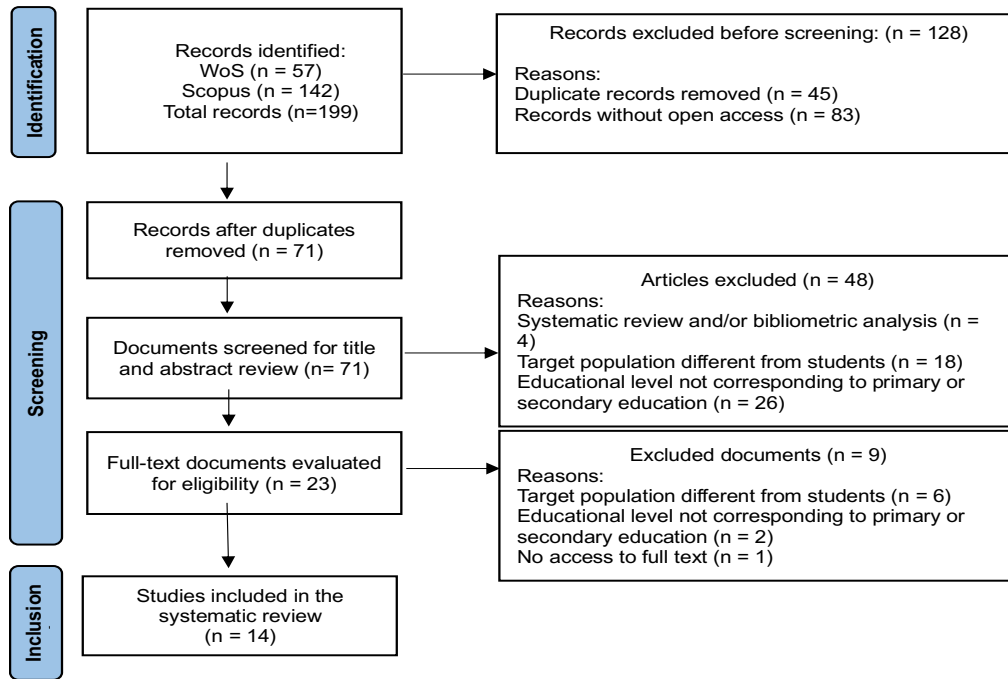 Identification
Records identified:
WoS (n = 57)
Scopus (n = 142)
Total records (n=199)
Records excluded before screening: (n = 128)
Reasons:
Duplicate records removed (n = 45)
Records without open access (n = 83)
Screening
Records after duplicates
removed (n = 71)
Documents screened for title
and abstract review (n= 71)
Articles excluded (n = 48)
Reasons:
Systematic review and/or bibliometric analysis (n =
4)
Target population different from students (n = 18)
Educational level not corresponding to primary or
secondary education (n = 26)
Full-text documents evaluated
for eligibility (n = 23)
Excluded documents (n = 9)
Reasons:
Target population different from students (n = 6)
Educational level not corresponding to primary or
secondary education (n = 2)
No access to full text (n = 1)
Inclusion
Studies included in the
systematic review
(n = 14)